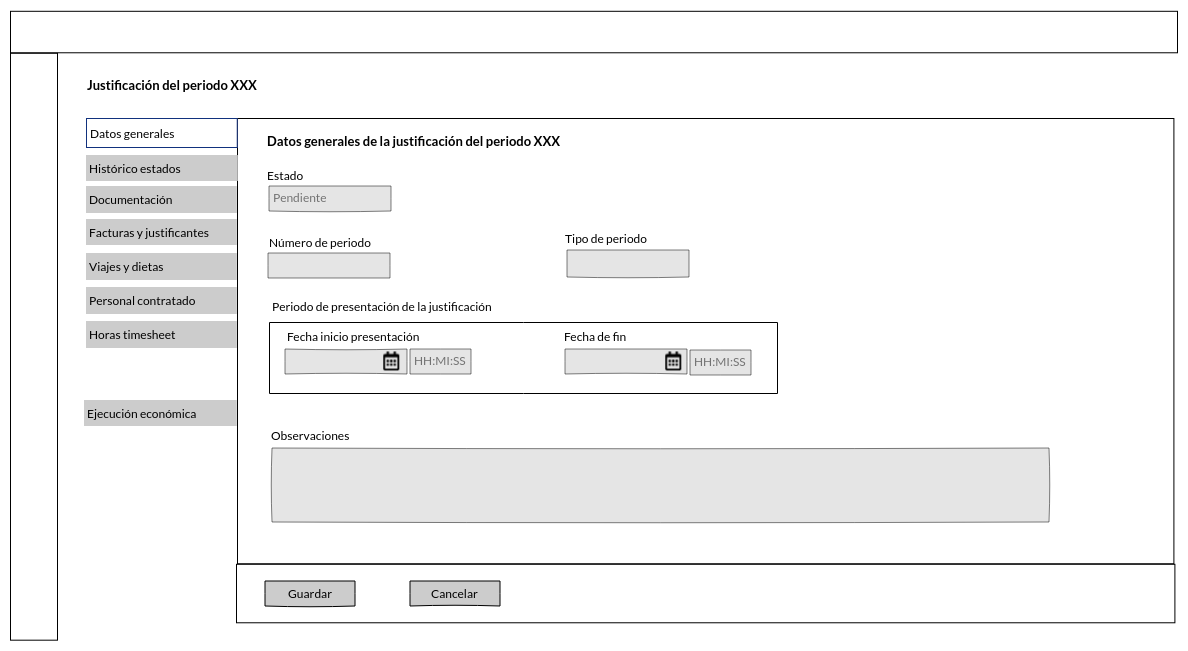 Justificación del periodo XXX
Datos generales
Histórico estados
Documentación
Facturas y justificantes
Viajes y dietas
Personal contratado
Horas timesheet
Ejecución económica
Datos generales de la justificación del periodo XXX
Estado
Pendiente
Número de periodo
Tipo de periodo
Periodo de presentación de la justificación
Fecha inicio presentación
Fecha de fin
HH:MI:SS
HH:MI:SS
Observaciones
Guardar
Cancelar